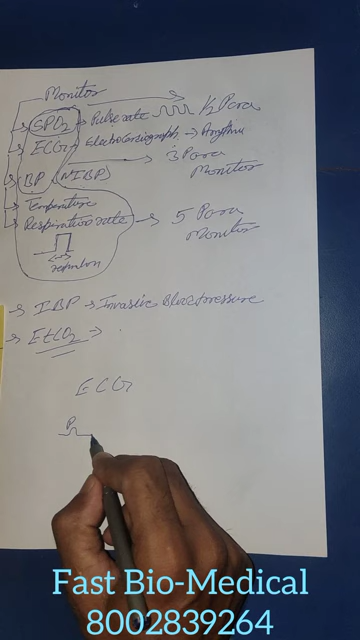 Monitor
→ SPO2 → Pulse rate 1/2 Para
→ ECG → Electrocardiograph →
→ BP (NIBP) → 3 Para Monitor
→ Temperature
→ Respiration rate → 5 Para Monitor
→ IBP → Invasive Blood pressure
→ EtCO2 →
ECG
P
Fast Bio-Medical
8002839264